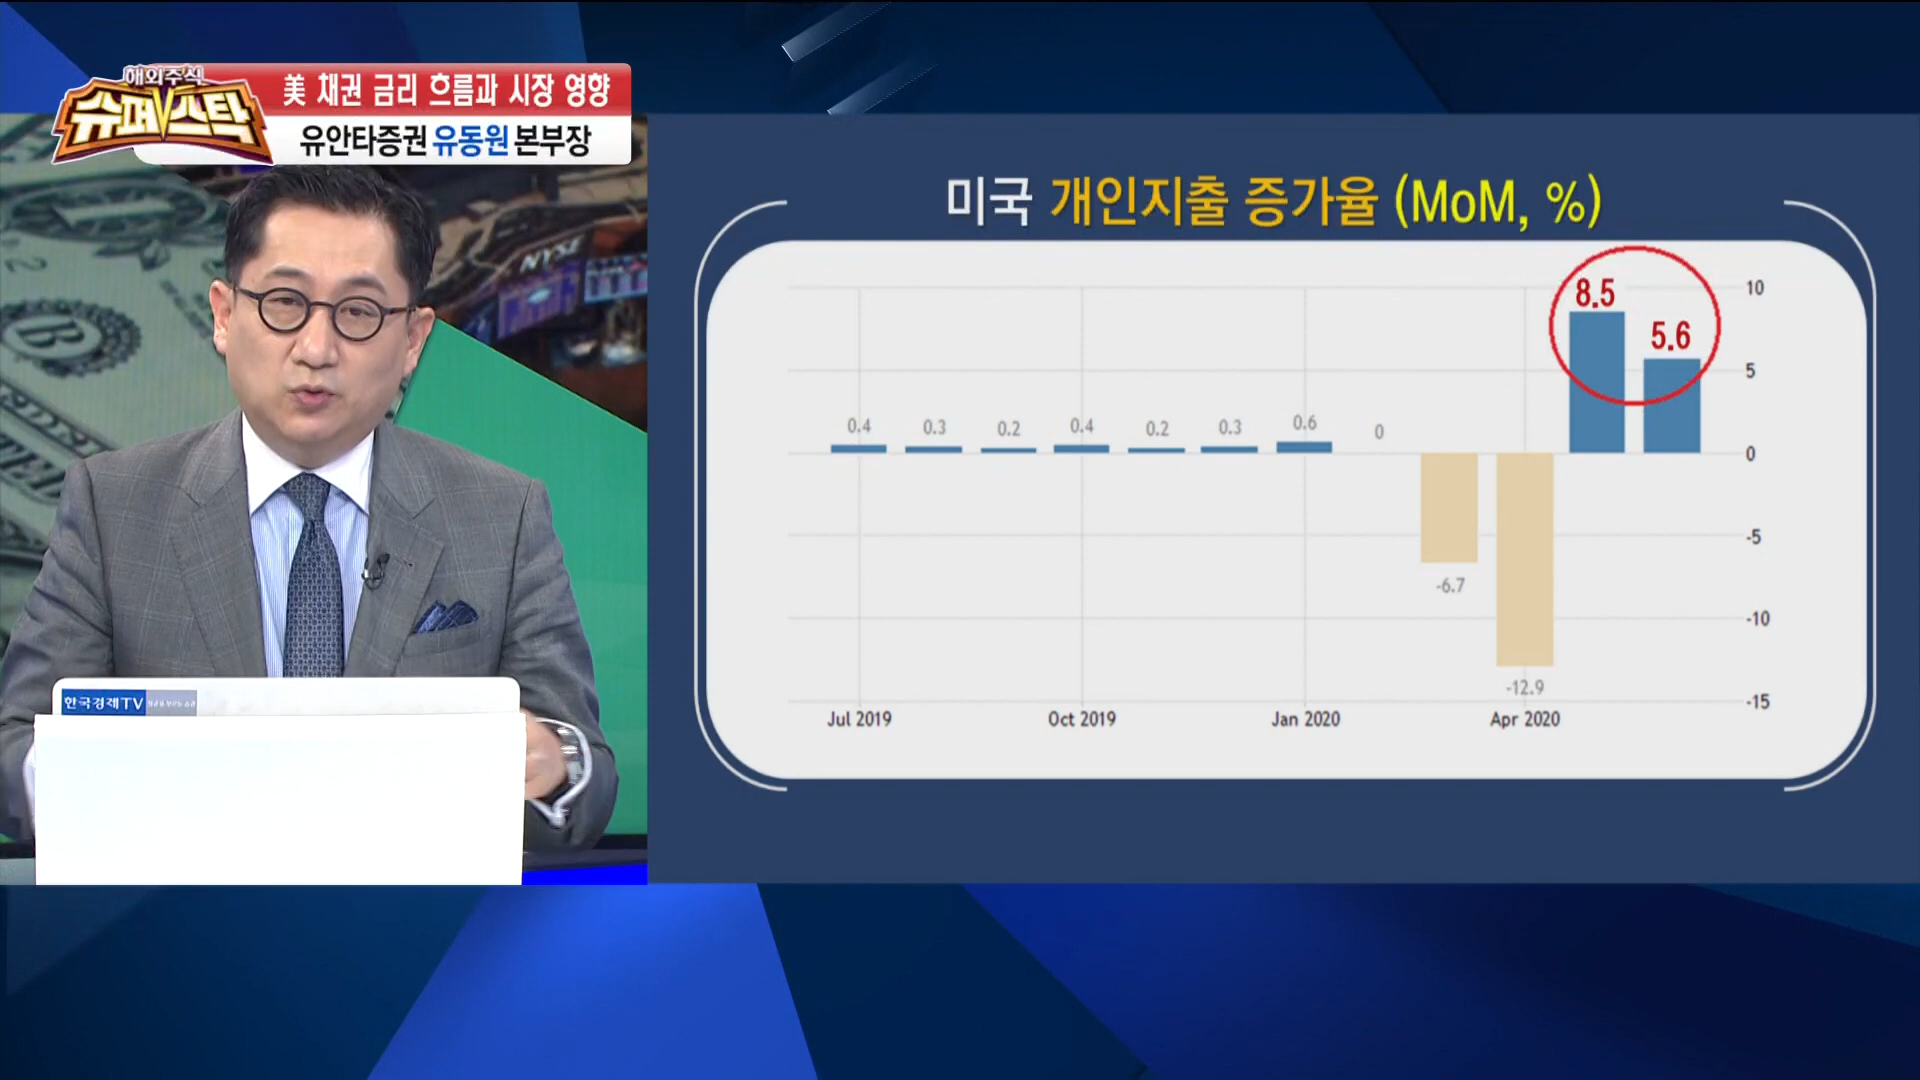 해외주식
슈퍼스탁
美 채권 금리 흐름과 시장 영향
유안타증권 유동원 본부장
NYSE
B
한국경제TV
미국 개인지출 증가율 (MoM, %)
8.5
5.6
0.4
0.3
0.2
0.4
0.2
0.3
0.6
0
-6.7
-12.9
10
5
0
-5
-10
-15
Jul 2019
Oct 2019
Jan 2020
Apr 2020